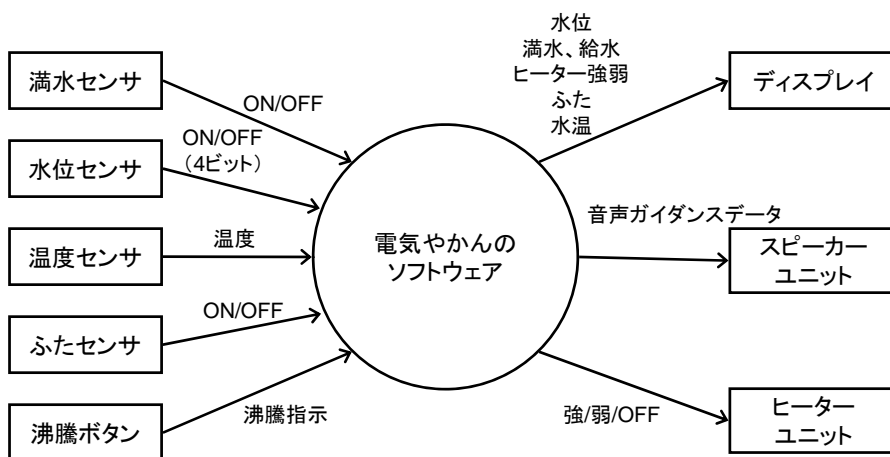 満水センサ
ON/OFF
水位センサ
ON/OFF
（4ビット）
温度センサ
温度
ふたセンサ
ON/OFF
沸騰ボタン
沸騰指示
電気やかんの
ソフトウェア
水位
満水、給水
ヒーター強弱
ふた
水温
ディスプレイ
音声ガイダンスデータ
スピーカー
ユニット
強/弱/OFF
ヒーター
ユニット